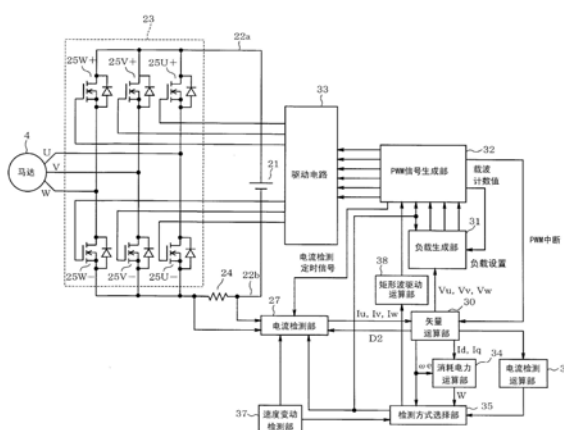 23
22a
25W+
25V+
25U+
33
4
马达
U
V
W
21
驱动电路
32
PWM信号生成部
载波
计数值
31
负载生成部
PWM中断
负载设置
电流检测
定时信号
25W−
25V−
25U−
24
22b
38
矩形波驱动
运算部
Vu, Vv, Vw
27
电流检测部
Iu, Iv, Iw
D2
30
矢量
运算部
Id, Iq
34
消耗电力
运算部
W
电流检测
运算部
37
速度变动
检测部
检测方式选择部
35